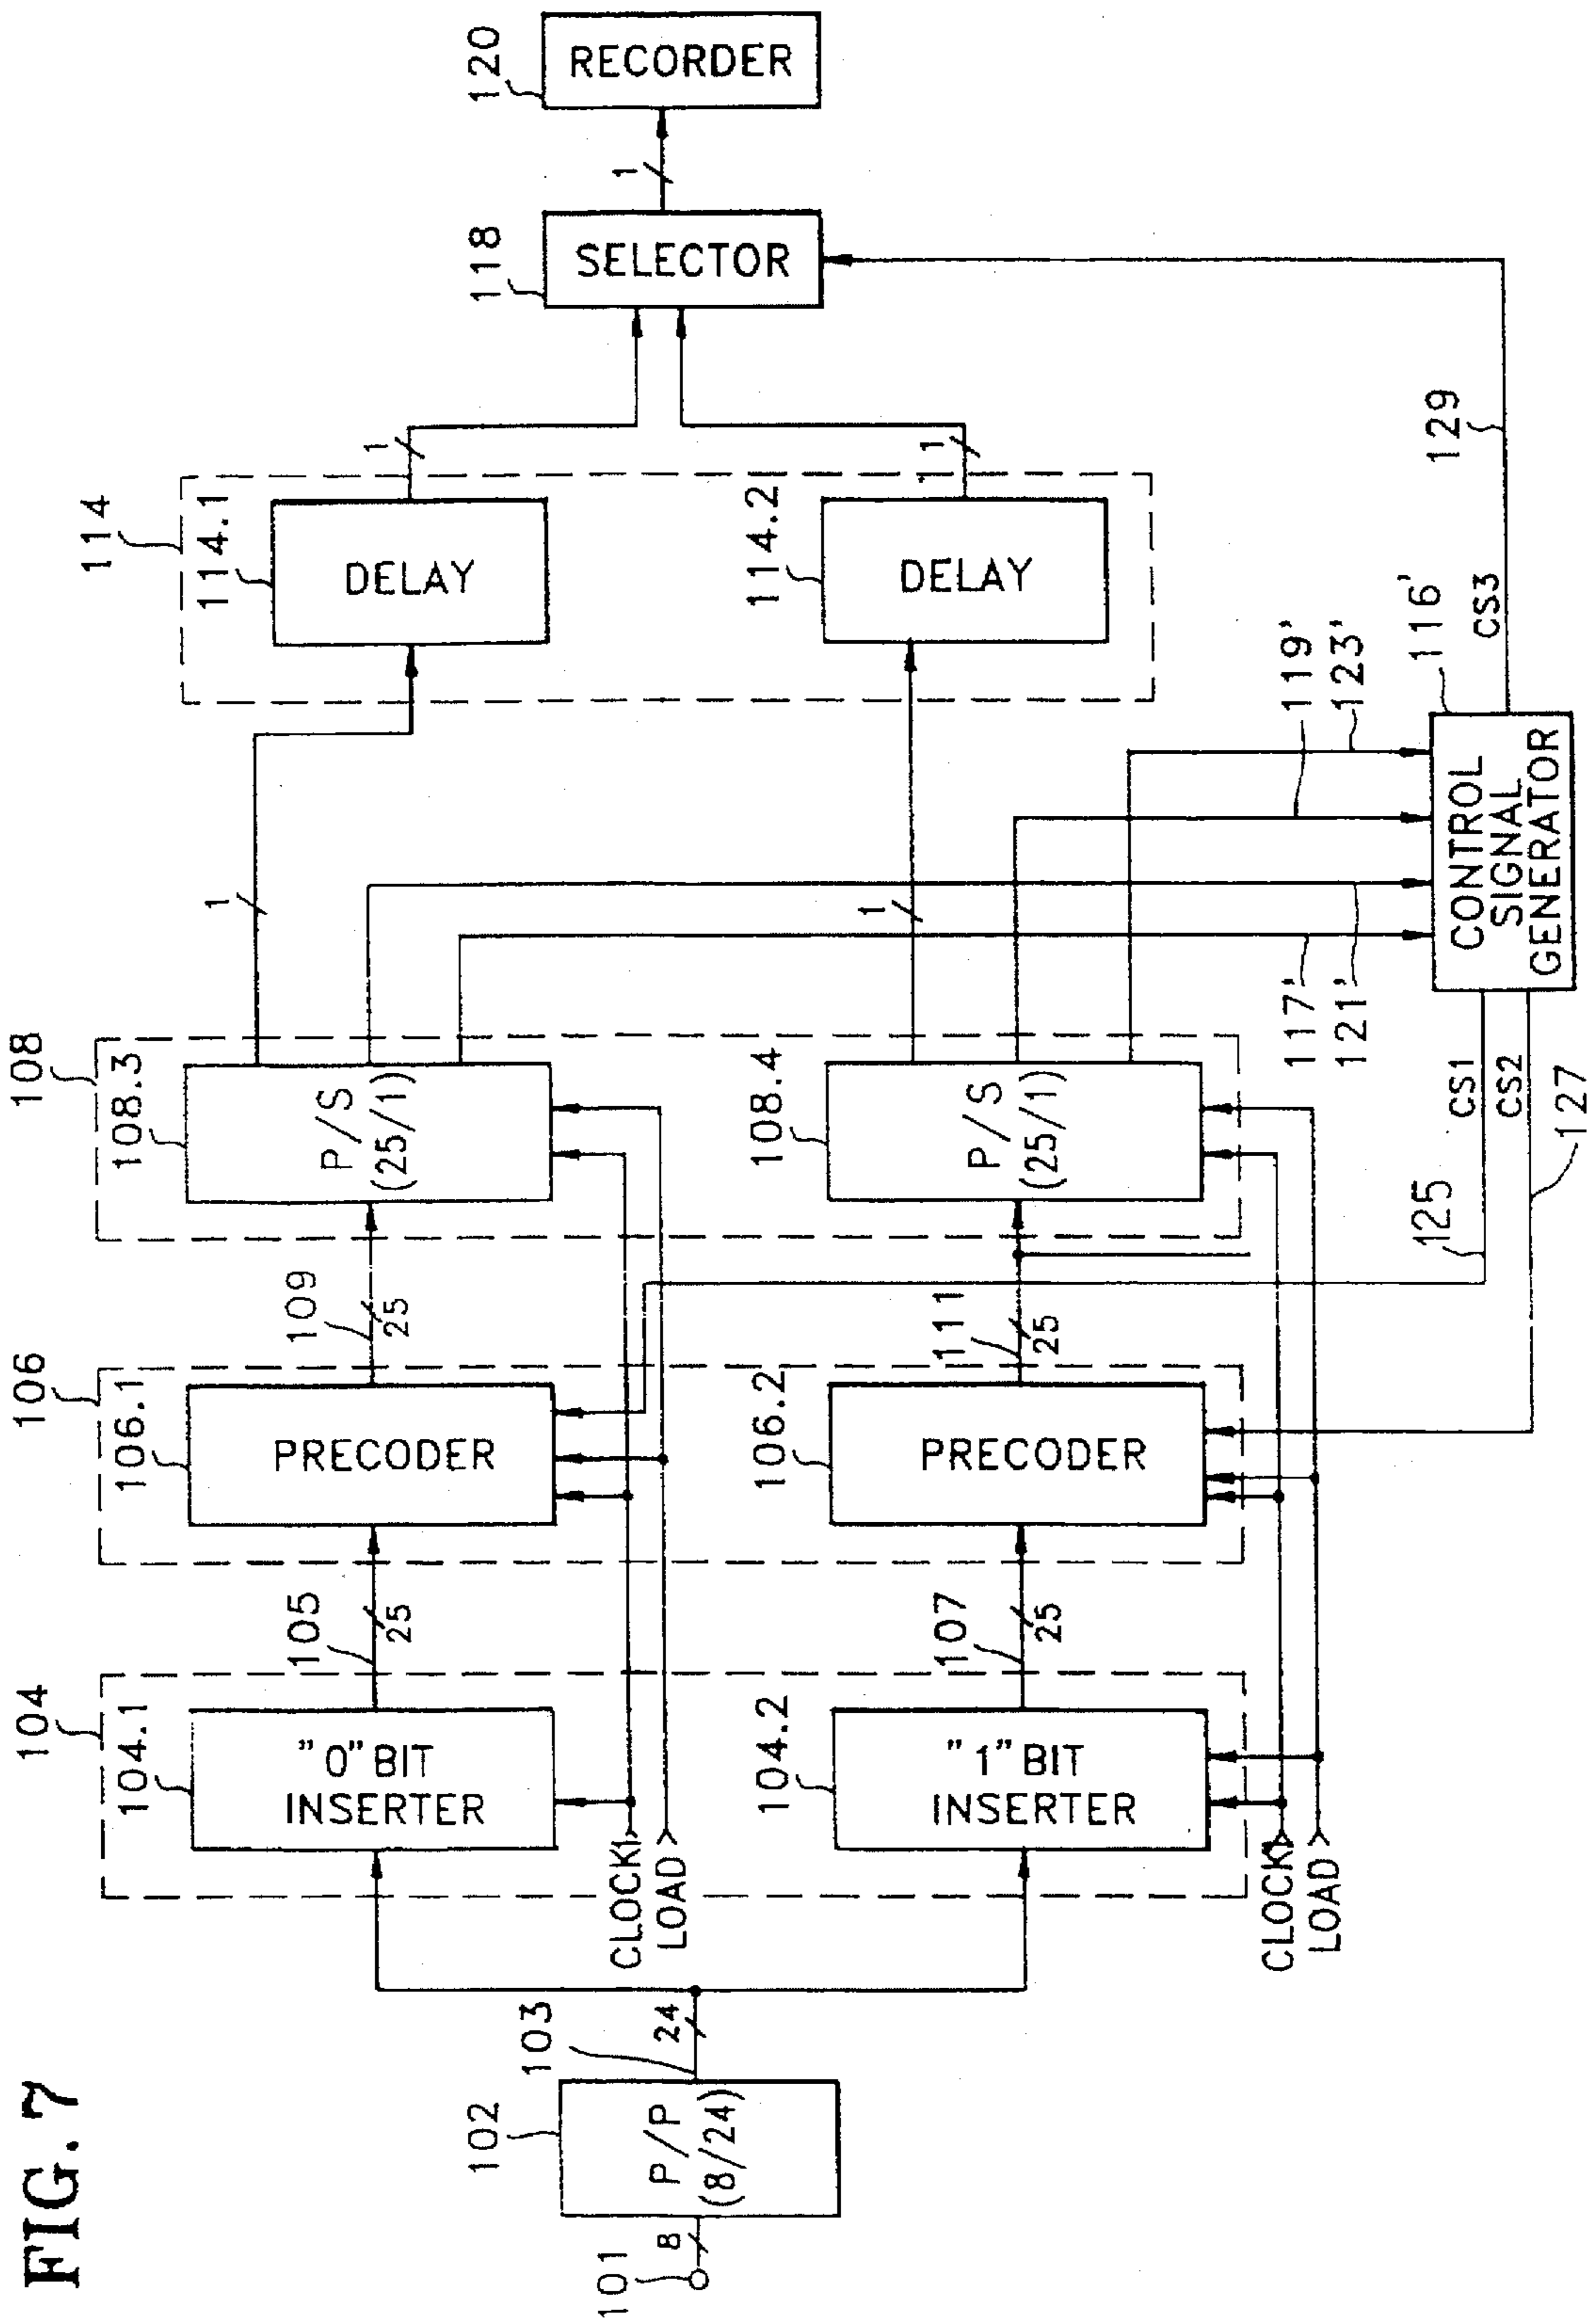 FIG. 7
101
8
102
P/P
(8/24)
103
24
104
104.1
"0" BIT
INSERTER
104.2
"1" BIT
INSERTER
CLOCK
LOAD
CLOCK
LOAD
105
25
107
25
106
106.1
PRECODER
106.2
PRECODER
109
25
111
25
108
108.3
P/S
(25/1)
108.4
P/S
(25/1)
125
127
CS1
CS2
1
1
117'
121'
119'
123'
116'
CONTROL
SIGNAL
GENERATOR
CS3
129
114
114.1
DELAY
114.2
DELAY
1
1
118
SELECTOR
1
120
RECORDER